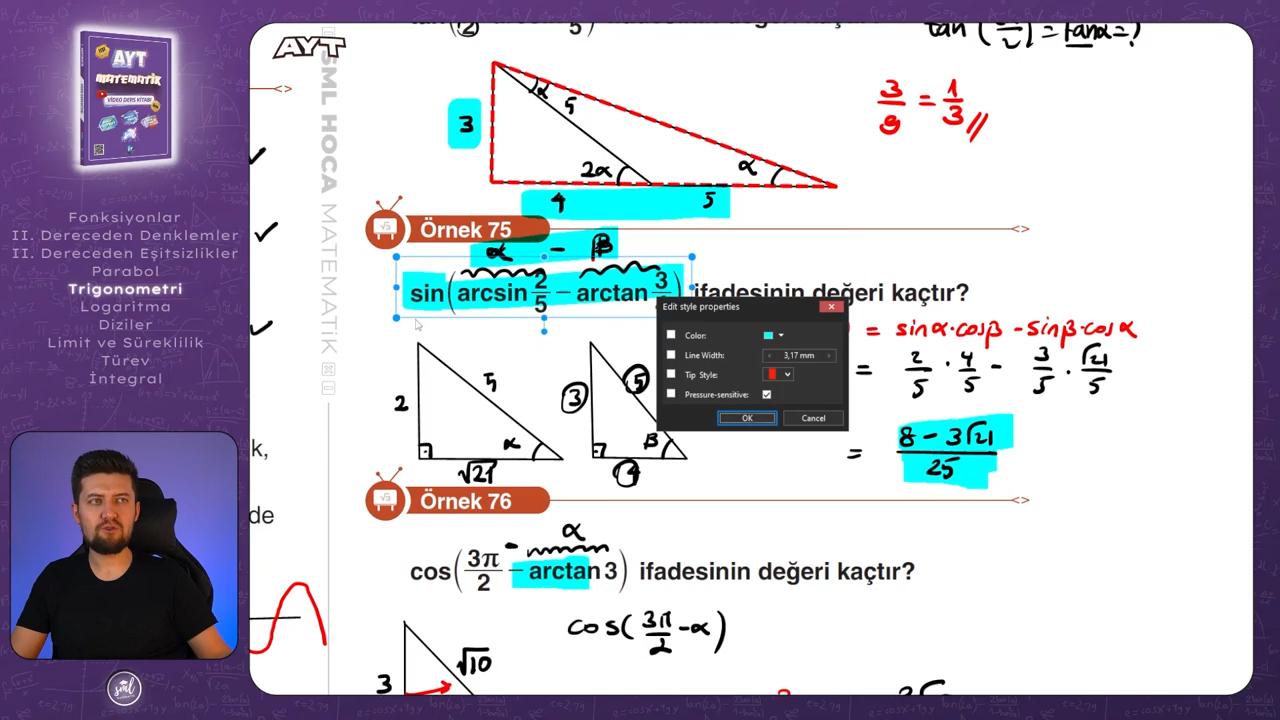 AYT
AYT
MATEMATİK
VİDEO DERS KİTABI
Fonksiyonlar
II. Dereceden Denklemler
II. Dereceden Eşitsizlikler
Parabol
Trigonometri
Logaritma
Diziler
Limit ve Süreklilik
Türev
İntegral
SML HOCA MATEMATİK
sml
de
3
α
5
2α
α
4
5
3/9 = 1/3 //
Örnek 75
α - β
sin(arcsin 2/5 − arctan 3/ ) ifadesinin değeri kaçtır?
Edit style properties
Color:
Line Width: 3,17 mm
Tip Style:
Pressure-sensitive:
OK Cancel
= sinα.cosβ - sinβ.cosα
= 2/5 . 4/5 - 3/5 . √21/5
= 8 - 3√21 / 25
2
5
α
√21
3
5
β
4
Örnek 76
α
cos(3π/2 − arctan3) ifadesinin değeri kaçtır?
cos(3π/2 - α)
3
√10